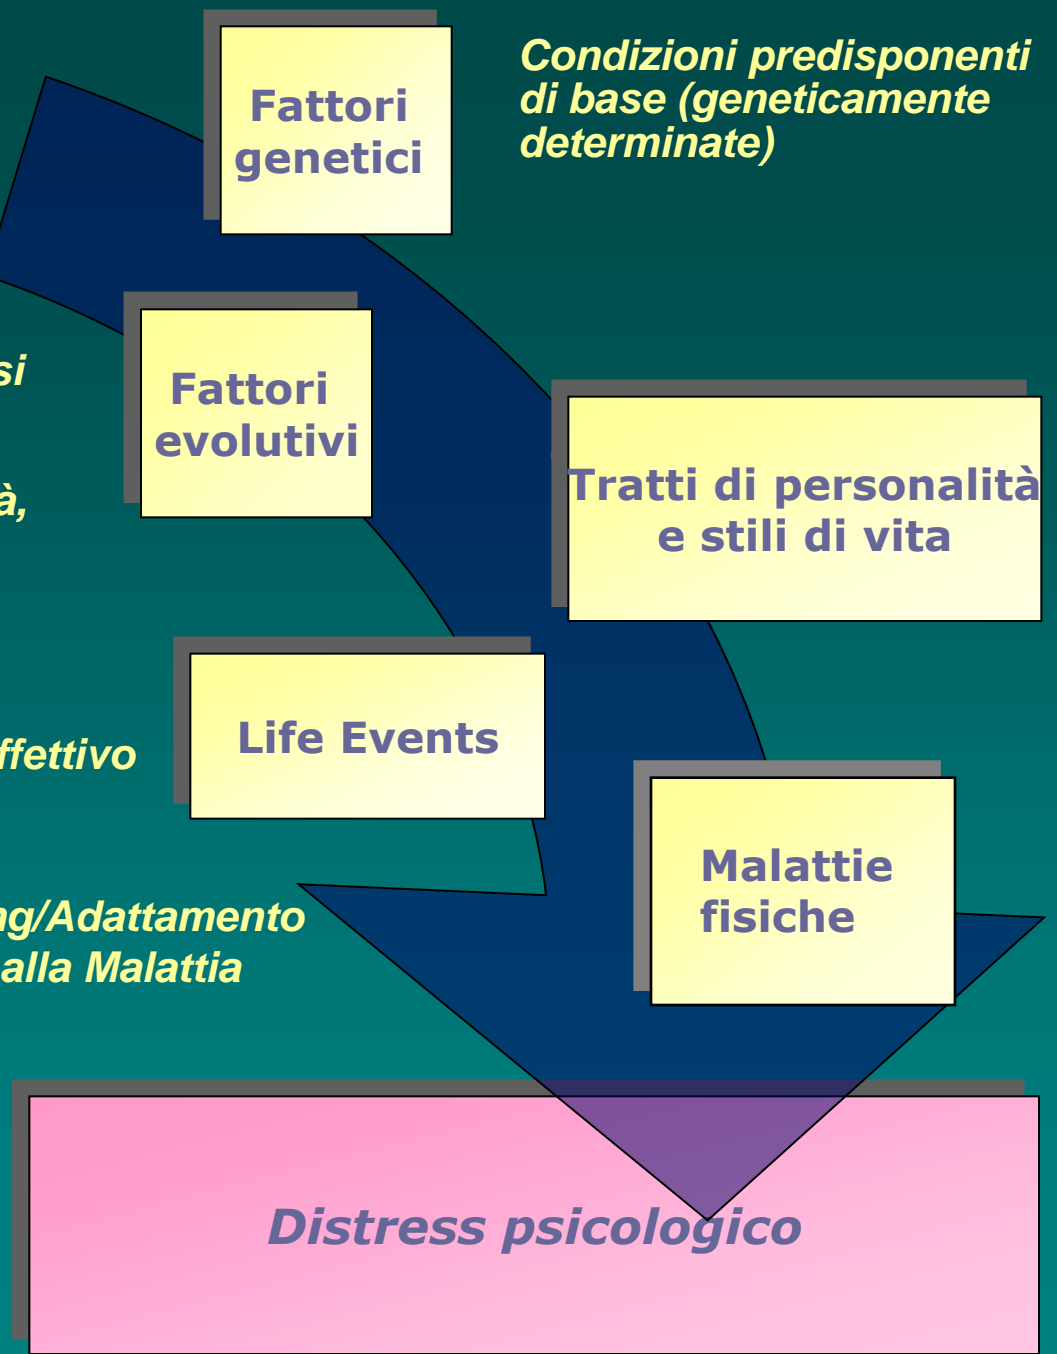 Fattori
genetici
Condizioni predisponenti
di base (geneticamente
determinate)
si
Fattori
evolutivi
à,
Tratti di personalità
e stili di vita
Life Events
ffettivo
Malattie
fisiche
ng/Adattamento
alla Malattia
Distress psicologico